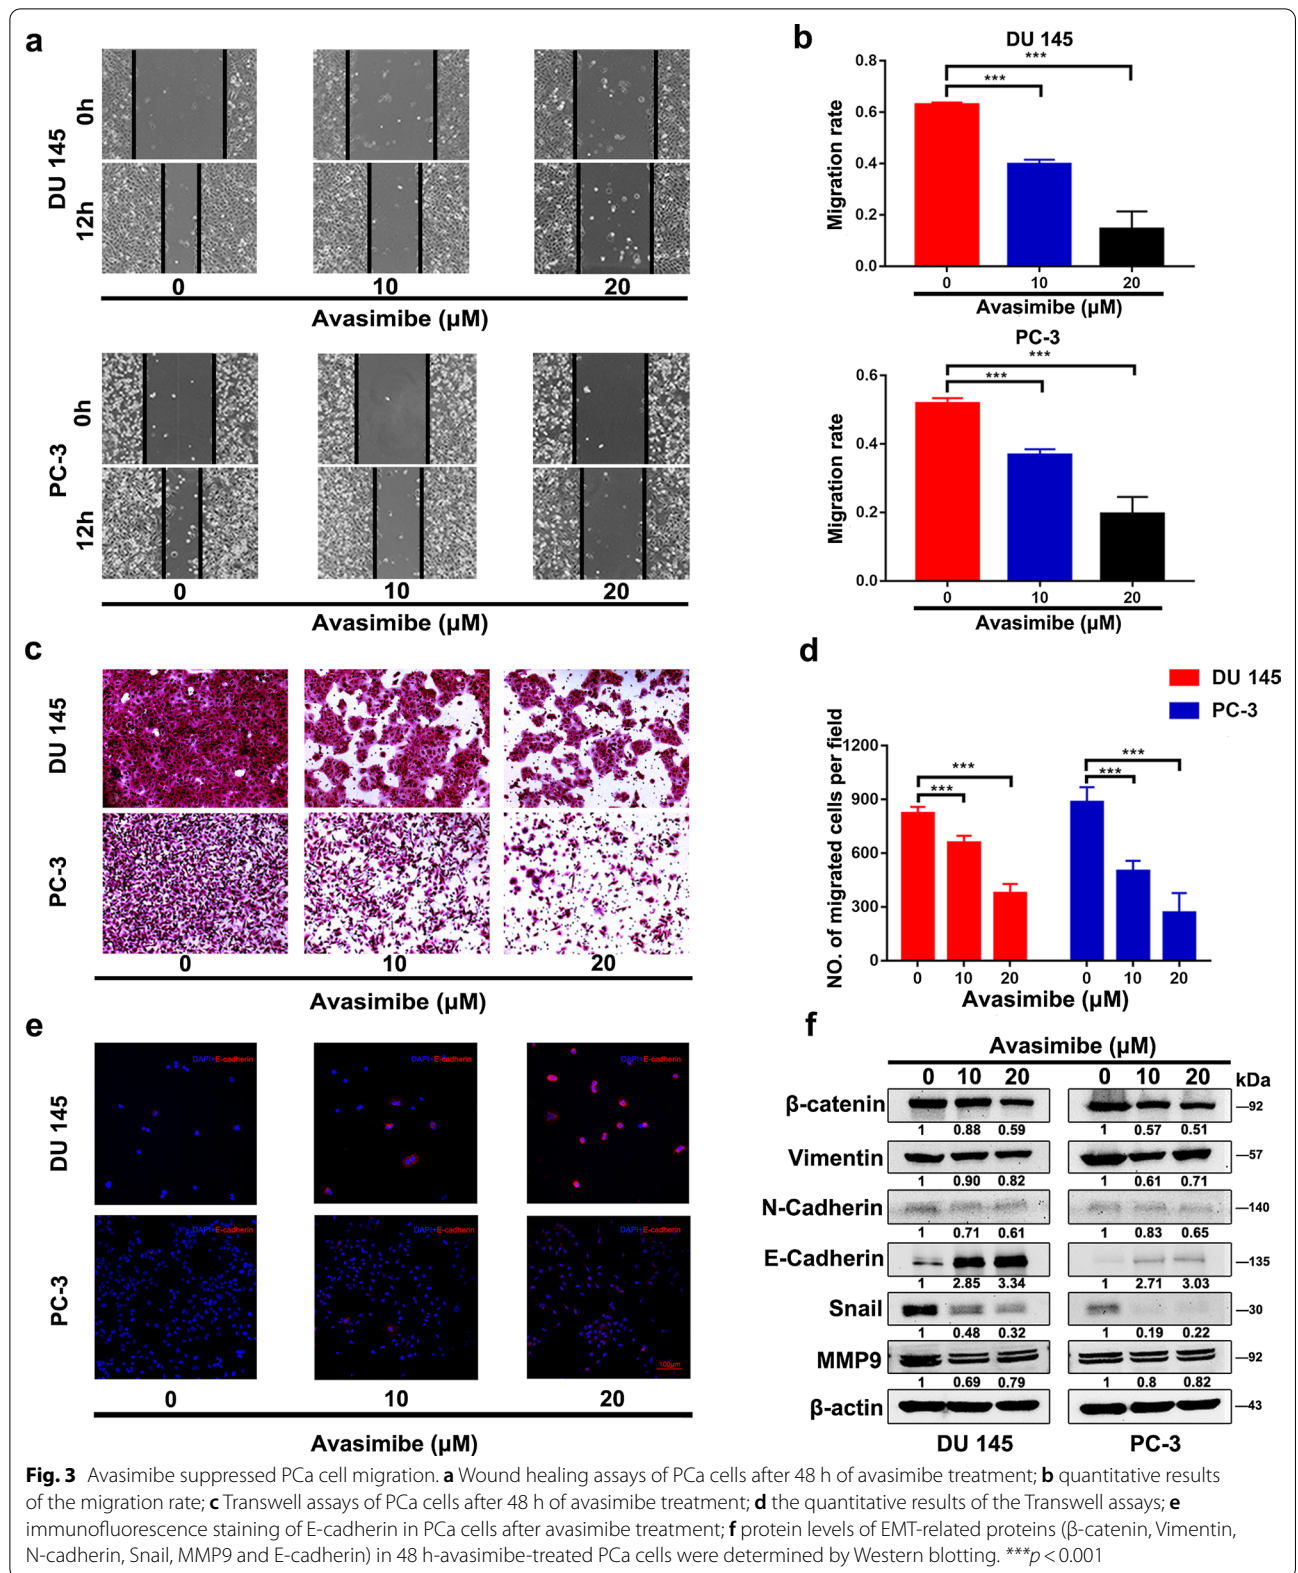 a
DU 145
0h
12h
0 10 20
Avasimibe (µM)
PC-3
0h
12h
0 10 20
Avasimibe (µM)
b
DU 145
Migration rate
0.8
0.6
0.4
0.2
0.0
***
***
0 10 20
Avasimibe (µM)
PC-3
Migration rate
0.6
0.4
0.2
0.0
***
***
0 10 20
Avasimibe (µM)
c
DU 145
PC-3
0 10 20
Avasimibe (µM)
d
DU 145
PC-3
NO. of migrated cells per field
1200
900
600
300
0
***
***
***
***
0 10 20 0 10 20
Avasimibe (µM)
e
DU 145
DAPI+E-cadherin DAPI+E-cadherin DAPI+E-cadherin
PC-3
DAPI+E-cadherin DAPI+E-cadherin DAPI+E-cadherin
100µm
0 10 20
Avasimibe (µM)
f
Avasimibe (µM)
0 10 20 0 10 20 kDa
β-catenin —92
1 0.88 0.59 1 0.57 0.51
Vimentin —57
1 0.90 0.82 1 0.61 0.71
N-Cadherin —140
1 0.71 0.61 1 0.83 0.65
E-Cadherin —135
1 2.85 3.34 1 2.71 3.03
Snail —30
1 0.48 0.32 1 0.19 0.22
MMP9 —92
1 0.69 0.79 1 0.8 0.82
β-actin —43
DU 145 PC-3
Fig. 3 Avasimibe suppressed PCa cell migration. a Wound healing assays of PCa cells after 48 h of avasimibe treatment; b quantitative results
of the migration rate; c Transwell assays of PCa cells after 48 h of avasimibe treatment; d the quantitative results of the Transwell assays; e
immunofluorescence staining of E-cadherin in PCa cells after avasimibe treatment; f protein levels of EMT-related proteins (β-catenin, Vimentin,
N-cadherin, Snail, MMP9 and E-cadherin) in 48 h-avasimibe-treated PCa cells were determined by Western blotting. ***p < 0.001